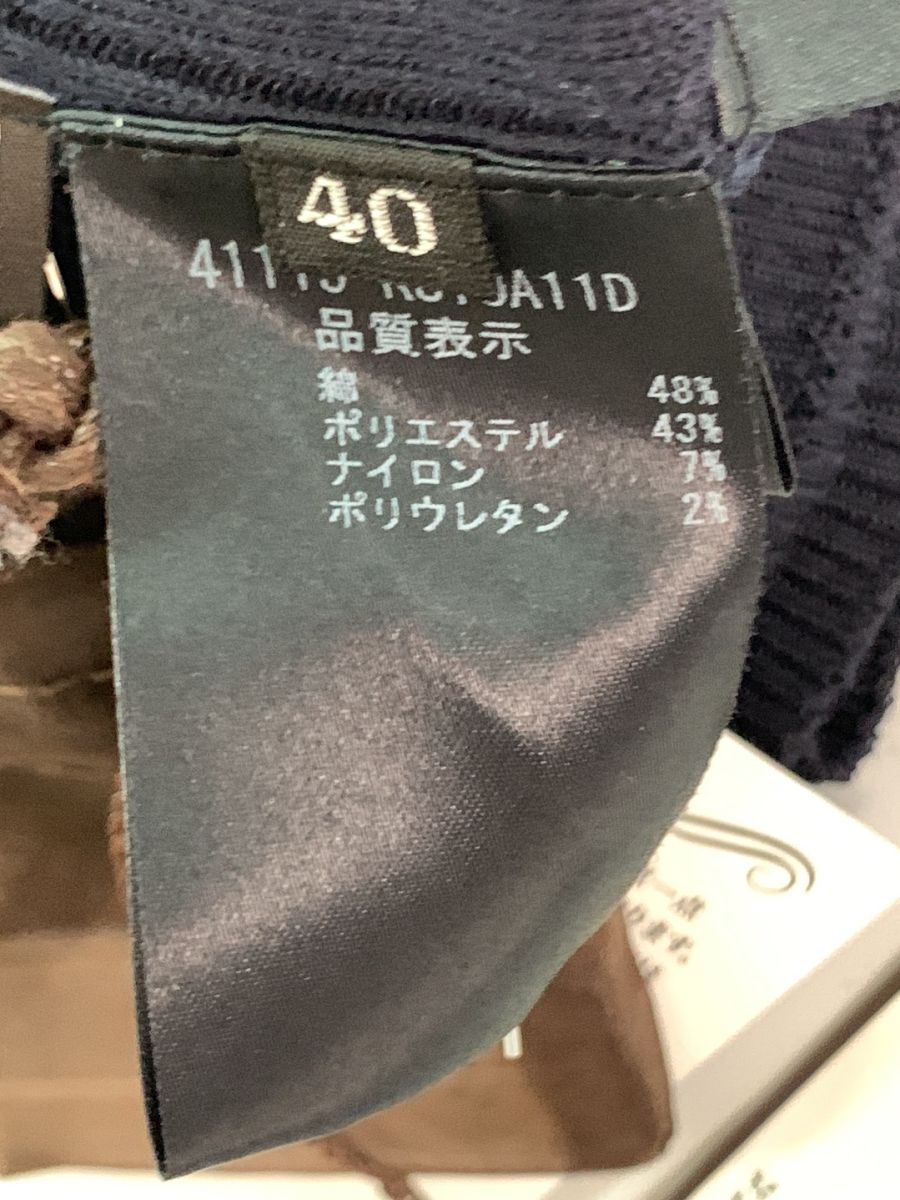 40
品質表示
綿 48%
ポリエステル 43%
ナイロン 7%
ポリウレタン 2%